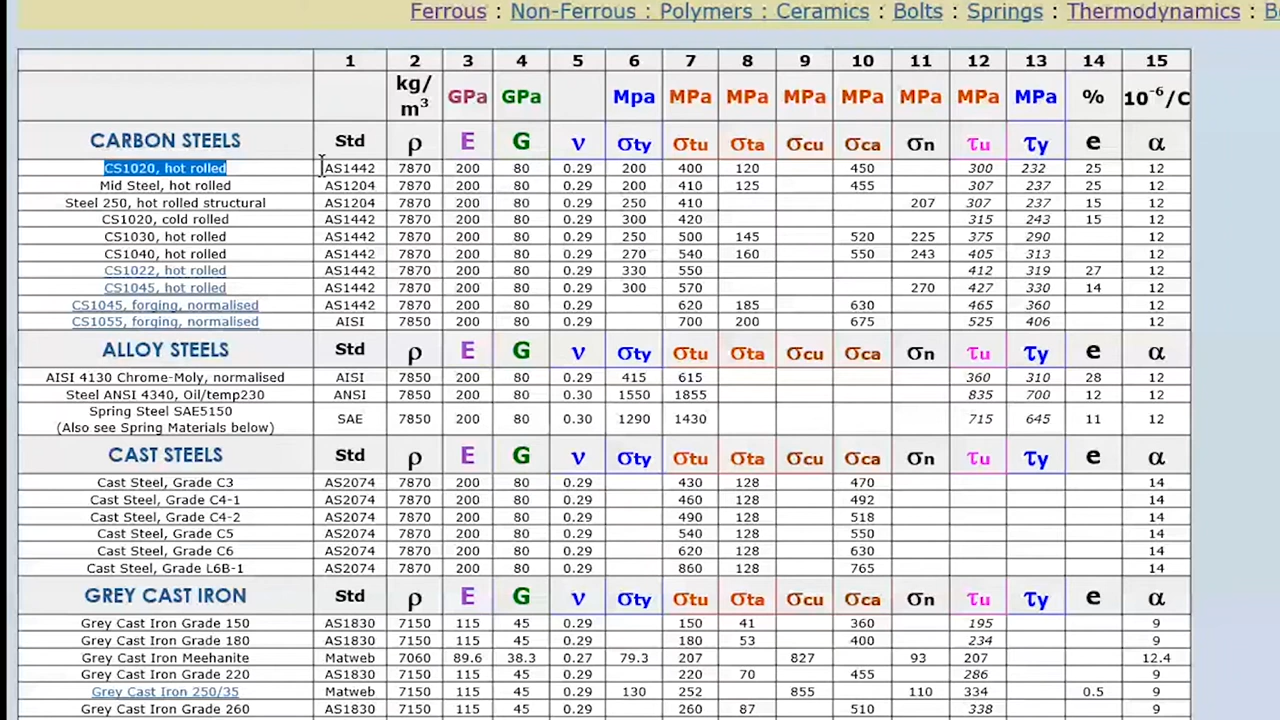 Ferrous : Non-Ferrous : Polymers : Ceramics : Bolts : Springs : Thermodynamics :
1 2 3 4 5 6 7 8 9 10 11 12 13 14 15
kg/m³ GPa GPa Mpa MPa MPa MPa MPa MPa MPa MPa % 10⁻⁶/C
CARBON STEELS Std ρ E G ν σty σtu σta σcu σca σn τu τy e α
CS1020, hot rolled AS1442 7870 200 80 0.29 200 400 120 450 300 232 25 12
Mid Steel, hot rolled AS1204 7870 200 80 0.29 200 410 125 455 307 237 25 12
Steel 250, hot rolled structural AS1204 7870 200 80 0.29 250 410 207 307 237 15 12
CS1020, cold rolled AS1442 7870 200 80 0.29 300 420 315 243 15 12
CS1030, hot rolled AS1442 7870 200 80 0.29 250 500 145 520 225 375 290 12
CS1040, hot rolled AS1442 7870 200 80 0.29 270 540 160 550 243 405 313 12
CS1022, hot rolled AS1442 7870 200 80 0.29 330 550 412 319 27 12
CS1045, hot rolled AS1442 7870 200 80 0.29 300 570 270 427 330 14 12
CS1045, forging, normalised AS1442 7870 200 80 0.29 620 185 630 465 360 12
CS1055, forging, normalised AISI 7850 200 80 0.29 700 200 675 525 406 12
ALLOY STEELS Std ρ E G ν σty σtu σta σcu σca σn τu τy e α
AISI 4130 Chrome-Moly, normalised AISI 7850 200 80 0.29 415 615 360 310 28 12
Steel ANSI 4340, Oil/temp230 ANSI 7850 200 80 0.30 1550 1855 835 700 12 12
Spring Steel SAE5150
(Also see Spring Materials below) SAE 7850 200 80 0.30 1290 1430 715 645 11 12
CAST STEELS Std ρ E G ν σty σtu σta σcu σca σn τu τy e α
Cast Steel, Grade C3 AS2074 7870 200 80 0.29 430 128 470 14
Cast Steel, Grade C4-1 AS2074 7870 200 80 0.29 460 128 492 14
Cast Steel, Grade C4-2 AS2074 7870 200 80 0.29 490 128 518 14
Cast Steel, Grade C5 AS2074 7870 200 80 0.29 540 128 550 14
Cast Steel, Grade C6 AS2074 7870 200 80 0.29 620 128 630 14
Cast Steel, Grade L6B-1 AS2074 7870 200 80 0.29 860 128 765 14
GREY CAST IRON Std ρ E G ν σty σtu σta σcu σca σn τu τy e α
Grey Cast Iron Grade 150 AS1830 7150 115 45 0.29 150 41 360 195 9
Grey Cast Iron Grade 180 AS1830 7150 115 45 0.29 180 53 400 234 9
Grey Cast Iron Meehanite Matweb 7060 89.6 38.3 0.27 79.3 207 827 93 207 12.4
Grey Cast Iron Grade 220 AS1830 7150 115 45 0.29 220 70 455 286 9
Grey Cast Iron 250/35 Matweb 7150 115 45 0.29 130 252 855 110 334 0.5 9
Grey Cast Iron Grade 260 AS1830 7150 115 45 0.29 260 87 510 338 9